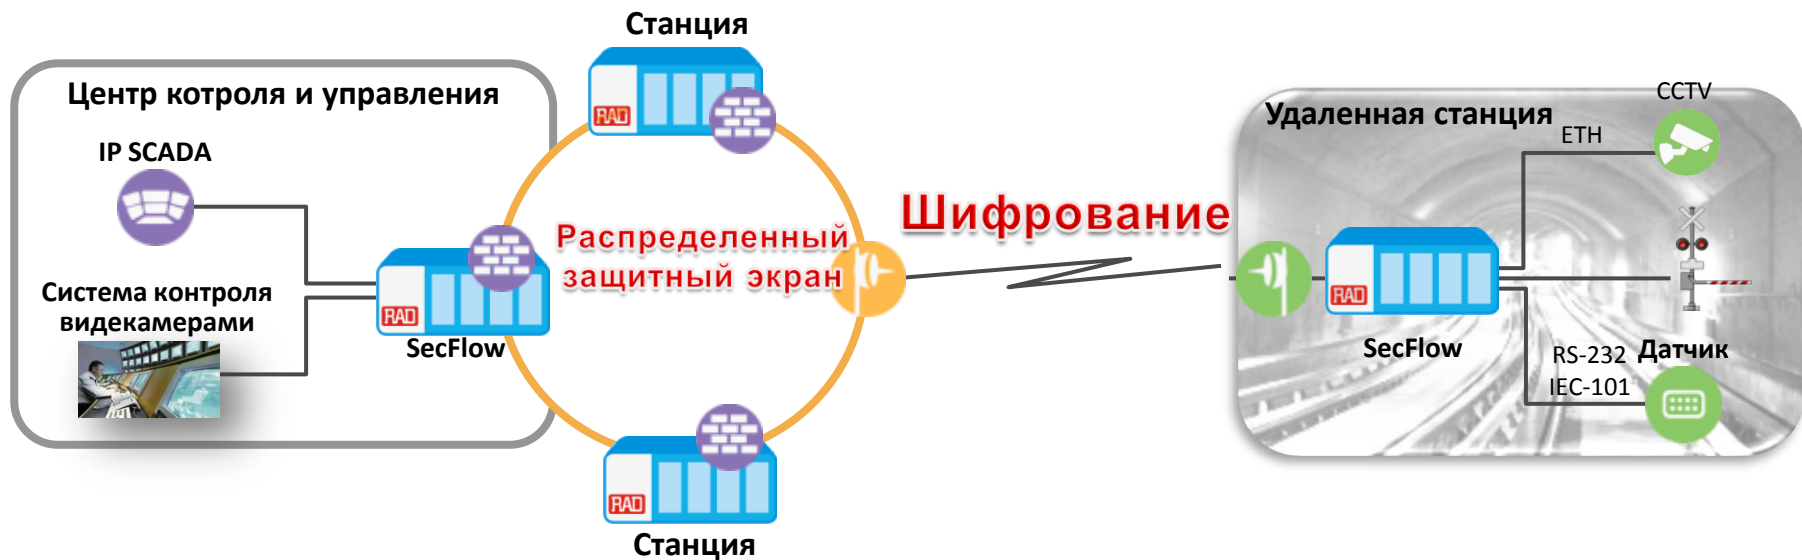 Станция
Центр котроля и управления
IP SCADA
RAD
Система контроля
видекамерами
RAD
SecFlow
Распределенный
защитный экран
RAD
Станция
Шифрование
Удаленная станция
CCTV
ETH
RAD
SecFlow
RS-232
IEC-101
Датчик